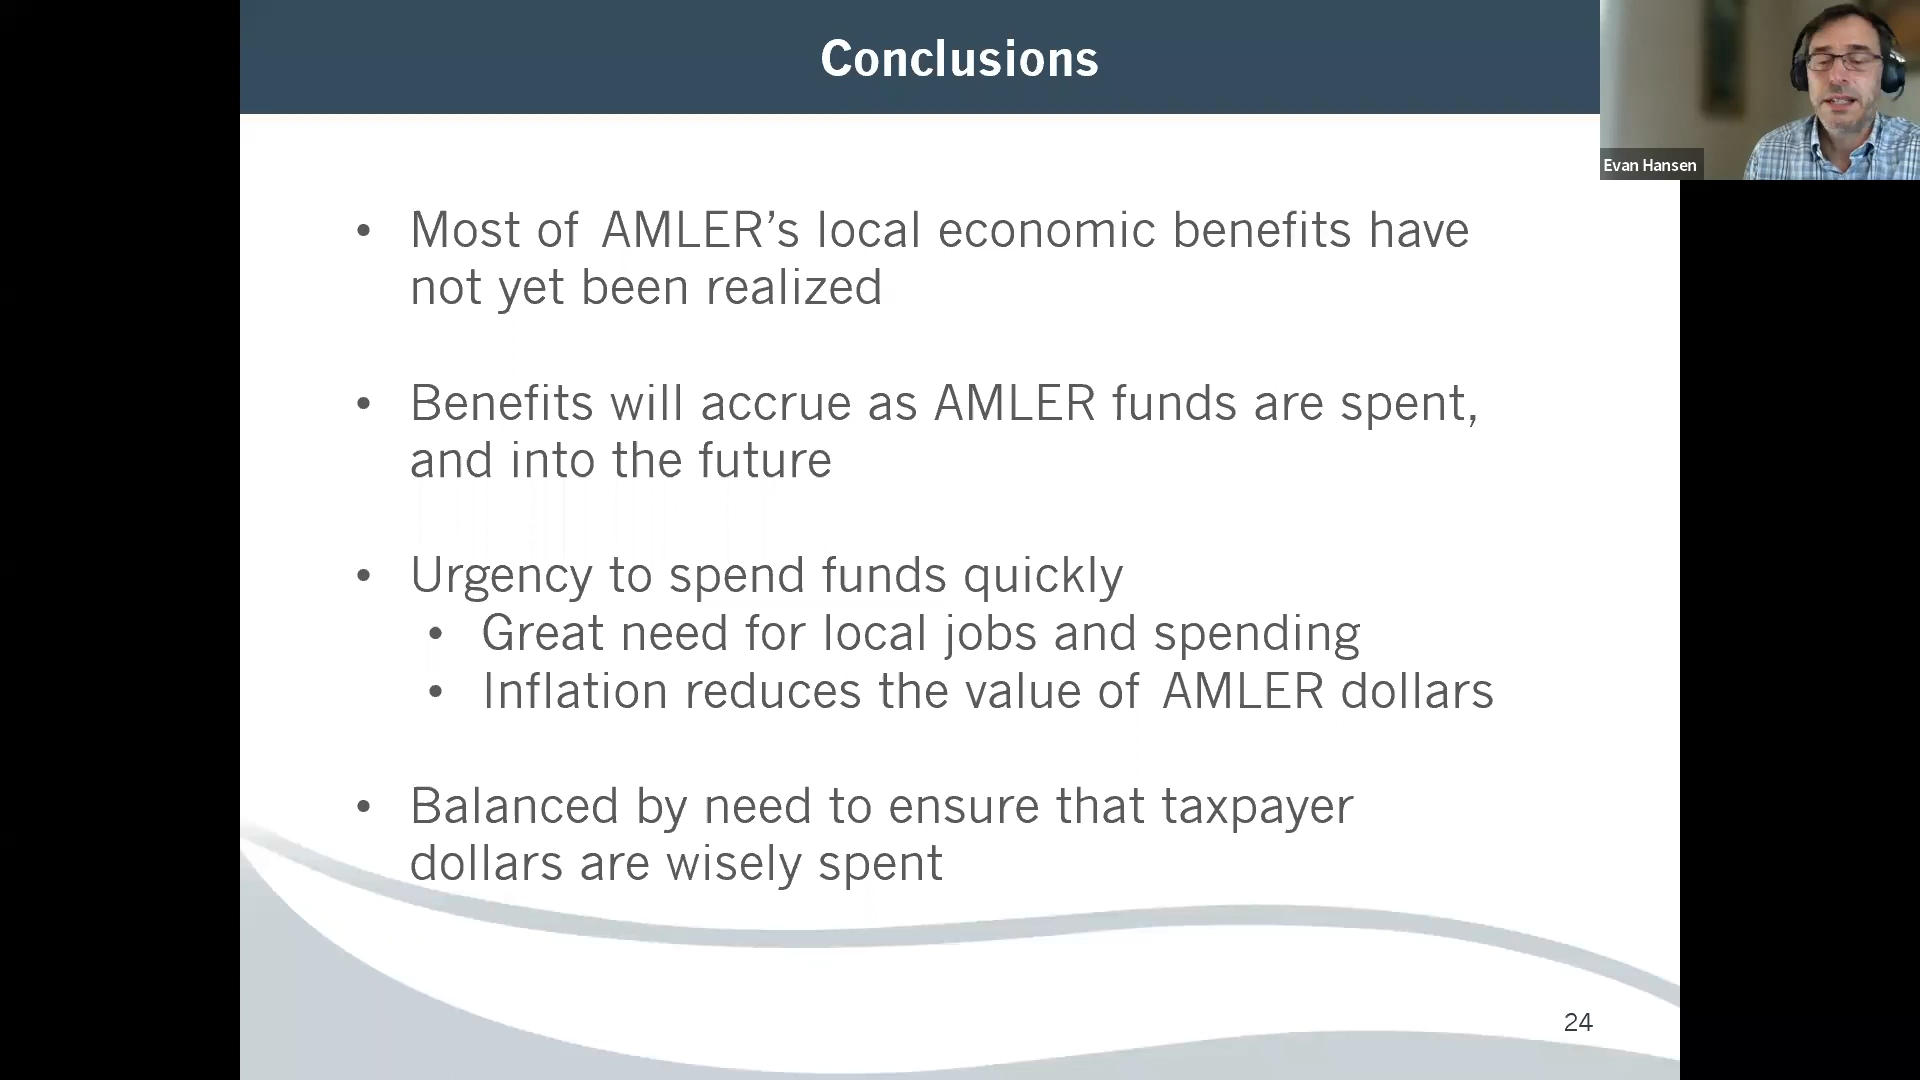 Conclusions
Evan Hansen
• Most of AMLER’s local economic benefits have
not yet been realized
• Benefits will accrue as AMLER funds are spent,
and into the future
• Urgency to spend funds quickly
• Great need for local jobs and spending
• Inflation reduces the value of AMLER dollars
• Balanced by need to ensure that taxpayer
dollars are wisely spent
24